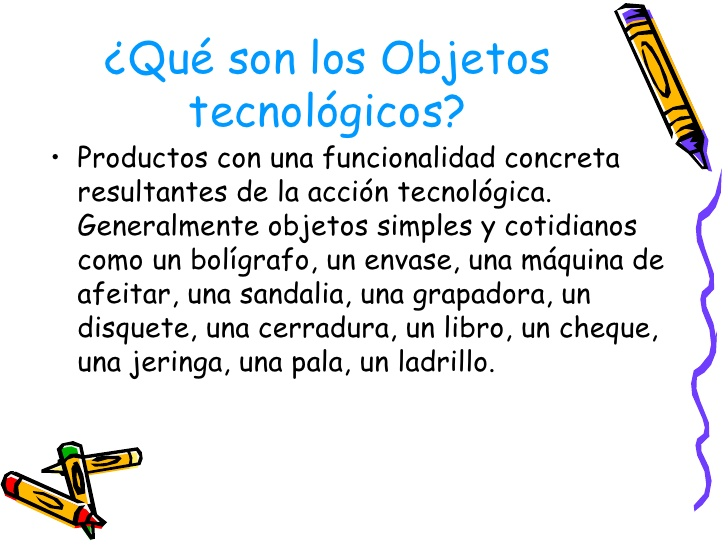 ¿Qué son los Objetos
tecnológicos?
• Productos con una funcionalidad concreta
resultantes de la acción tecnológica.
Generalmente objetos simples y cotidianos
como un bolígrafo, un envase, una máquina de
afeitar, una sandalia, una grapadora, un
disquete, una cerradura, un libro, un cheque,
una jeringa, una pala, un ladrillo.